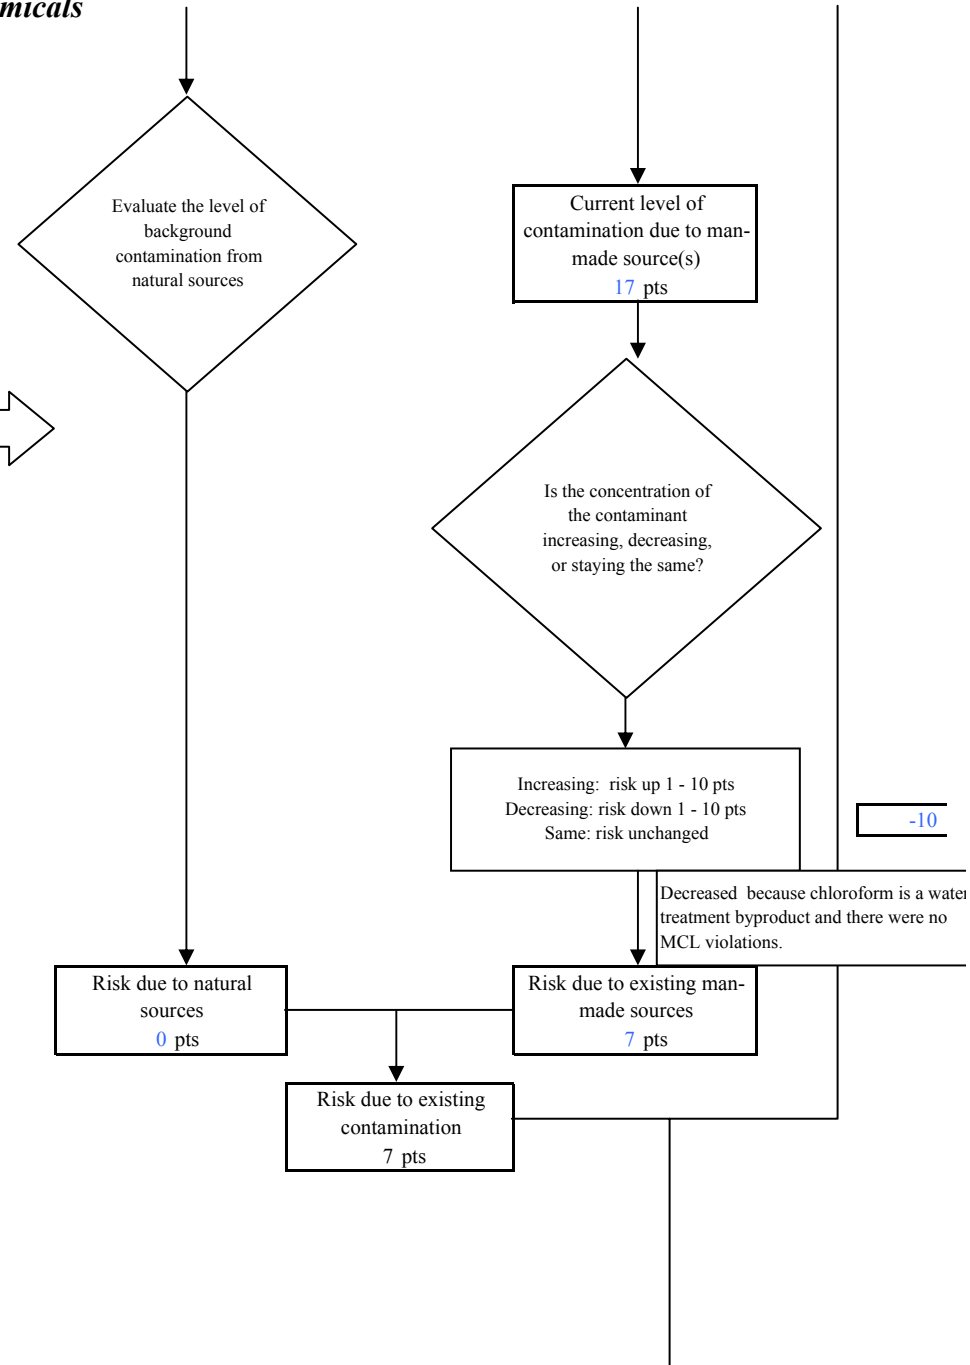 micals
Evaluate the level of
background
contamination from
natural sources
Current level of
contamination due to man-
made source(s)
17 pts
Is the concentration of
the contaminant
increasing, decreasing,
or staying the same?
Increasing: risk up 1 - 10 pts
Decreasing: risk down 1 - 10 pts
Same: risk unchanged
-10
Decreased because chloroform is a water
treatment byproduct and there were no
MCL violations.
Risk due to natural
sources
0 pts
Risk due to existing man-
made sources
7 pts
Risk due to existing
contamination
7 pts